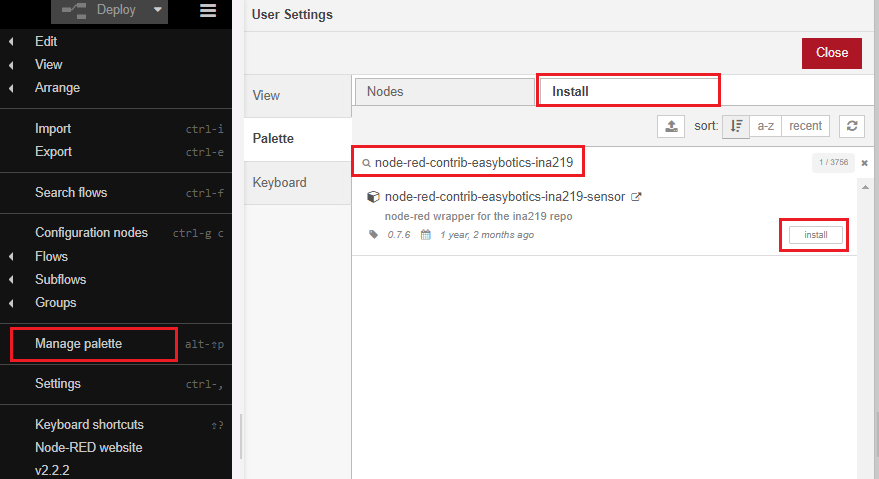 Deploy
Edit
View
Arrange
Import ctrl-i
Export ctrl-e
Search flows ctrl-f
Configuration nodes ctrl-g c
Flows
Subflows
Groups
Manage palette alt-⇧p
Settings ctrl-,
Keyboard shortcuts ⇧?
Node-RED website
v2.2.2
User Settings
Close
View
Palette
Keyboard
Nodes
Install
sort: a-z recent
node-red-contrib-easybotics-ina219 1 / 3756
node-red-contrib-easybotics-ina219-sensor
node-red wrapper for the ina219 repo
0.7.6 1 year, 2 months ago
install